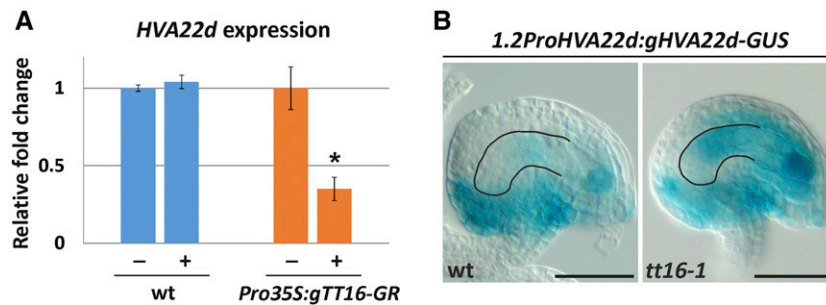 A
HVA22d expression
Relative fold change
1
0.5
0
*
– + – +
wt Pro35S:gTT16-GR
B
1.2ProHVA22d:gHVA22d-GUS
wt tt16-1